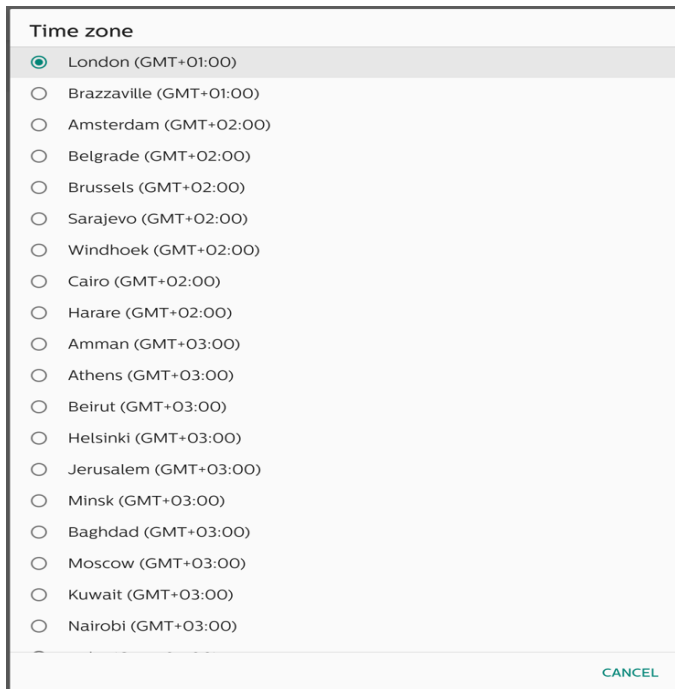 Time zone
London (GMT+01:00)
Brazzaville (GMT+01:00)
Amsterdam (GMT+02:00)
Belgrade (GMT+02:00)
Brussels (GMT+02:00)
Sarajevo (GMT+02:00)
Windhoek (GMT+02:00)
Cairo (GMT+02:00)
Harare (GMT+02:00)
Amman (GMT+03:00)
Athens (GMT+03:00)
Beirut (GMT+03:00)
Helsinki (GMT+03:00)
Jerusalem (GMT+03:00)
Minsk (GMT+03:00)
Baghdad (GMT+03:00)
Moscow (GMT+03:00)
Kuwait (GMT+03:00)
Nairobi (GMT+03:00)
CANCEL